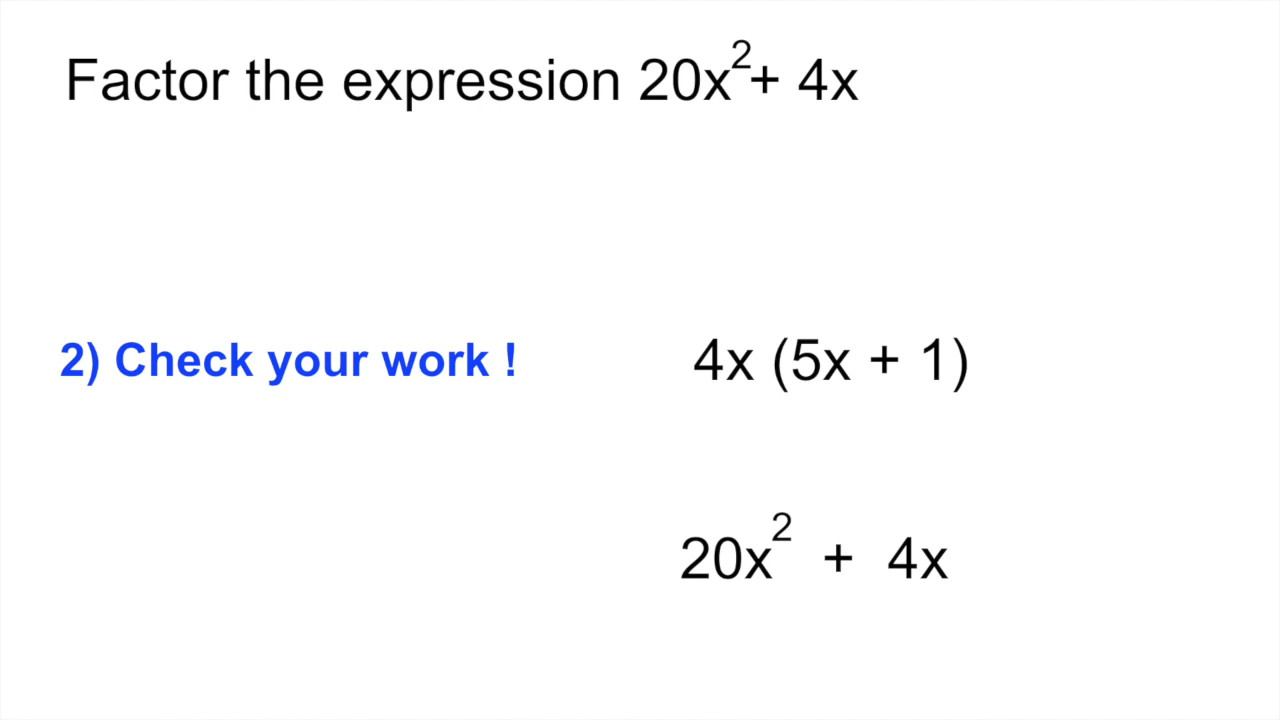 Factor the expression 20x²+ 4x
2) Check your work !
4x (5x + 1)
20x² + 4x